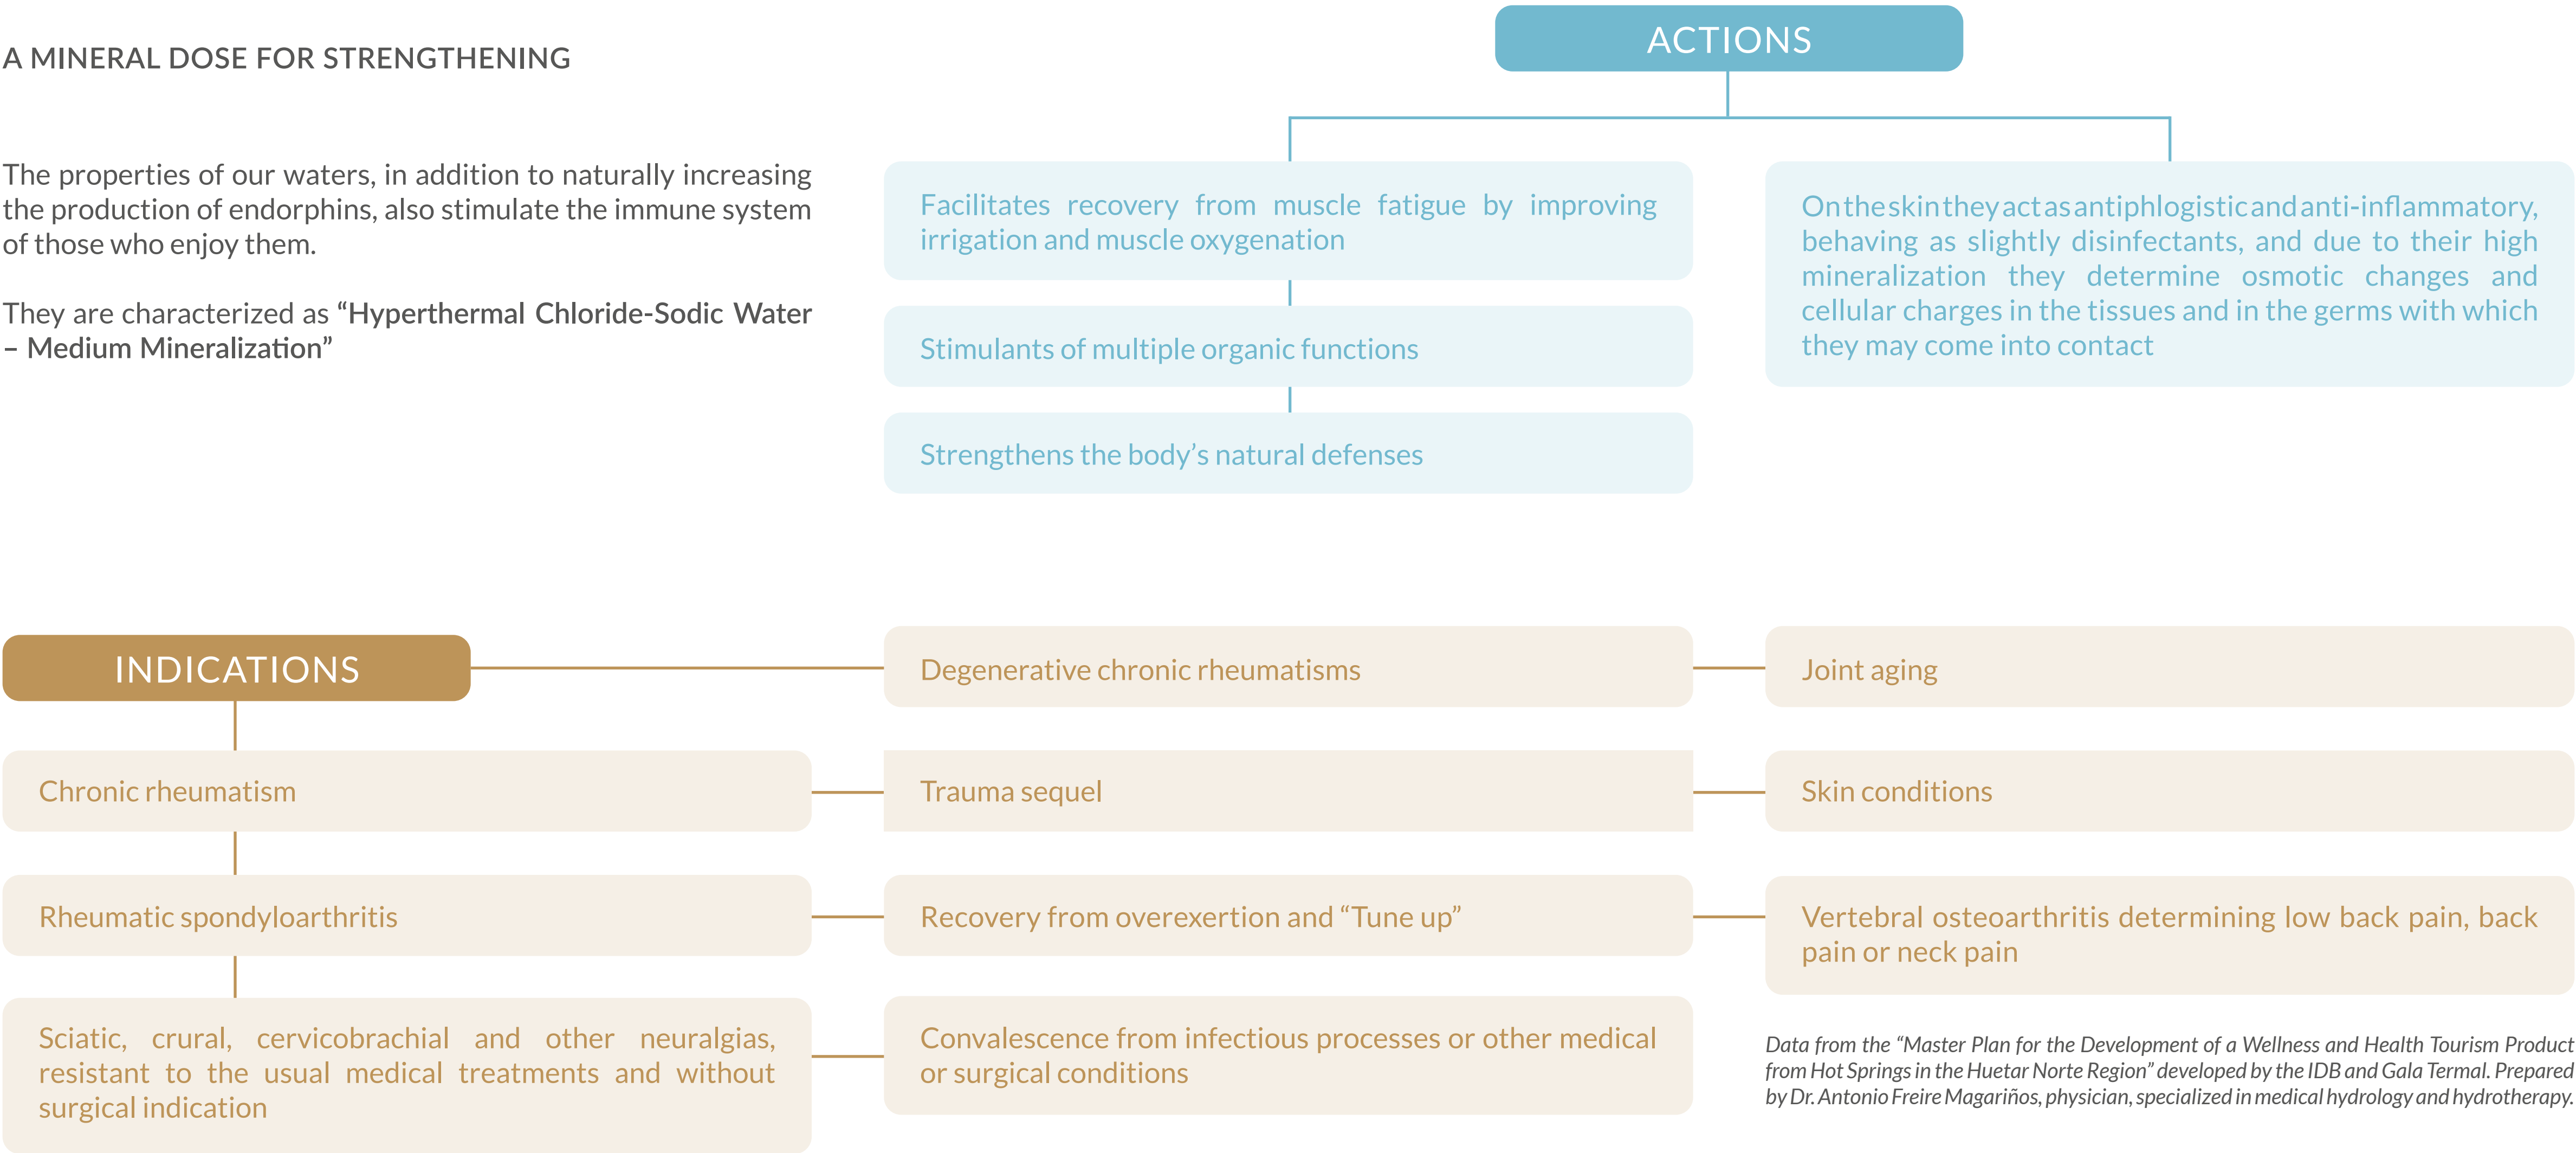 A MINERAL DOSE FOR STRENGTHENING
The properties of our waters, in addition to naturally increasing
the production of endorphins, also stimulate the immune system
of those who enjoy them.
They are characterized as “Hyperthermal Chloride-Sodic Water
– Medium Mineralization”
ACTIONS
Facilitates recovery from muscle fatigue by improving
irrigation and muscle oxygenation
Stimulants of multiple organic functions
Strengthens the body’s natural defenses
On the skin they act as antiphlogistic and anti-inflammatory,
behaving as slightly disinfectants, and due to their high
mineralization they determine osmotic changes and
cellular charges in the tissues and in the germs with which
they may come into contact
INDICATIONS
Degenerative chronic rheumatisms
Joint aging
Chronic rheumatism
Trauma sequel
Skin conditions
Rheumatic spondyloarthritis
Recovery from overexertion and “Tune up”
Vertebral osteoarthritis determining low back pain, back
pain or neck pain
Sciatic, crural, cervicobrachial and other neuralgias,
resistant to the usual medical treatments and without
surgical indication
Convalescence from infectious processes or other medical
or surgical conditions
Data from the “Master Plan for the Development of a Wellness and Health Tourism Product
from Hot Springs in the Huetar Norte Region” developed by the IDB and Gala Termal. Prepared
by Dr. Antonio Freire Magariños, physician, specialized in medical hydrology and hydrotherapy.